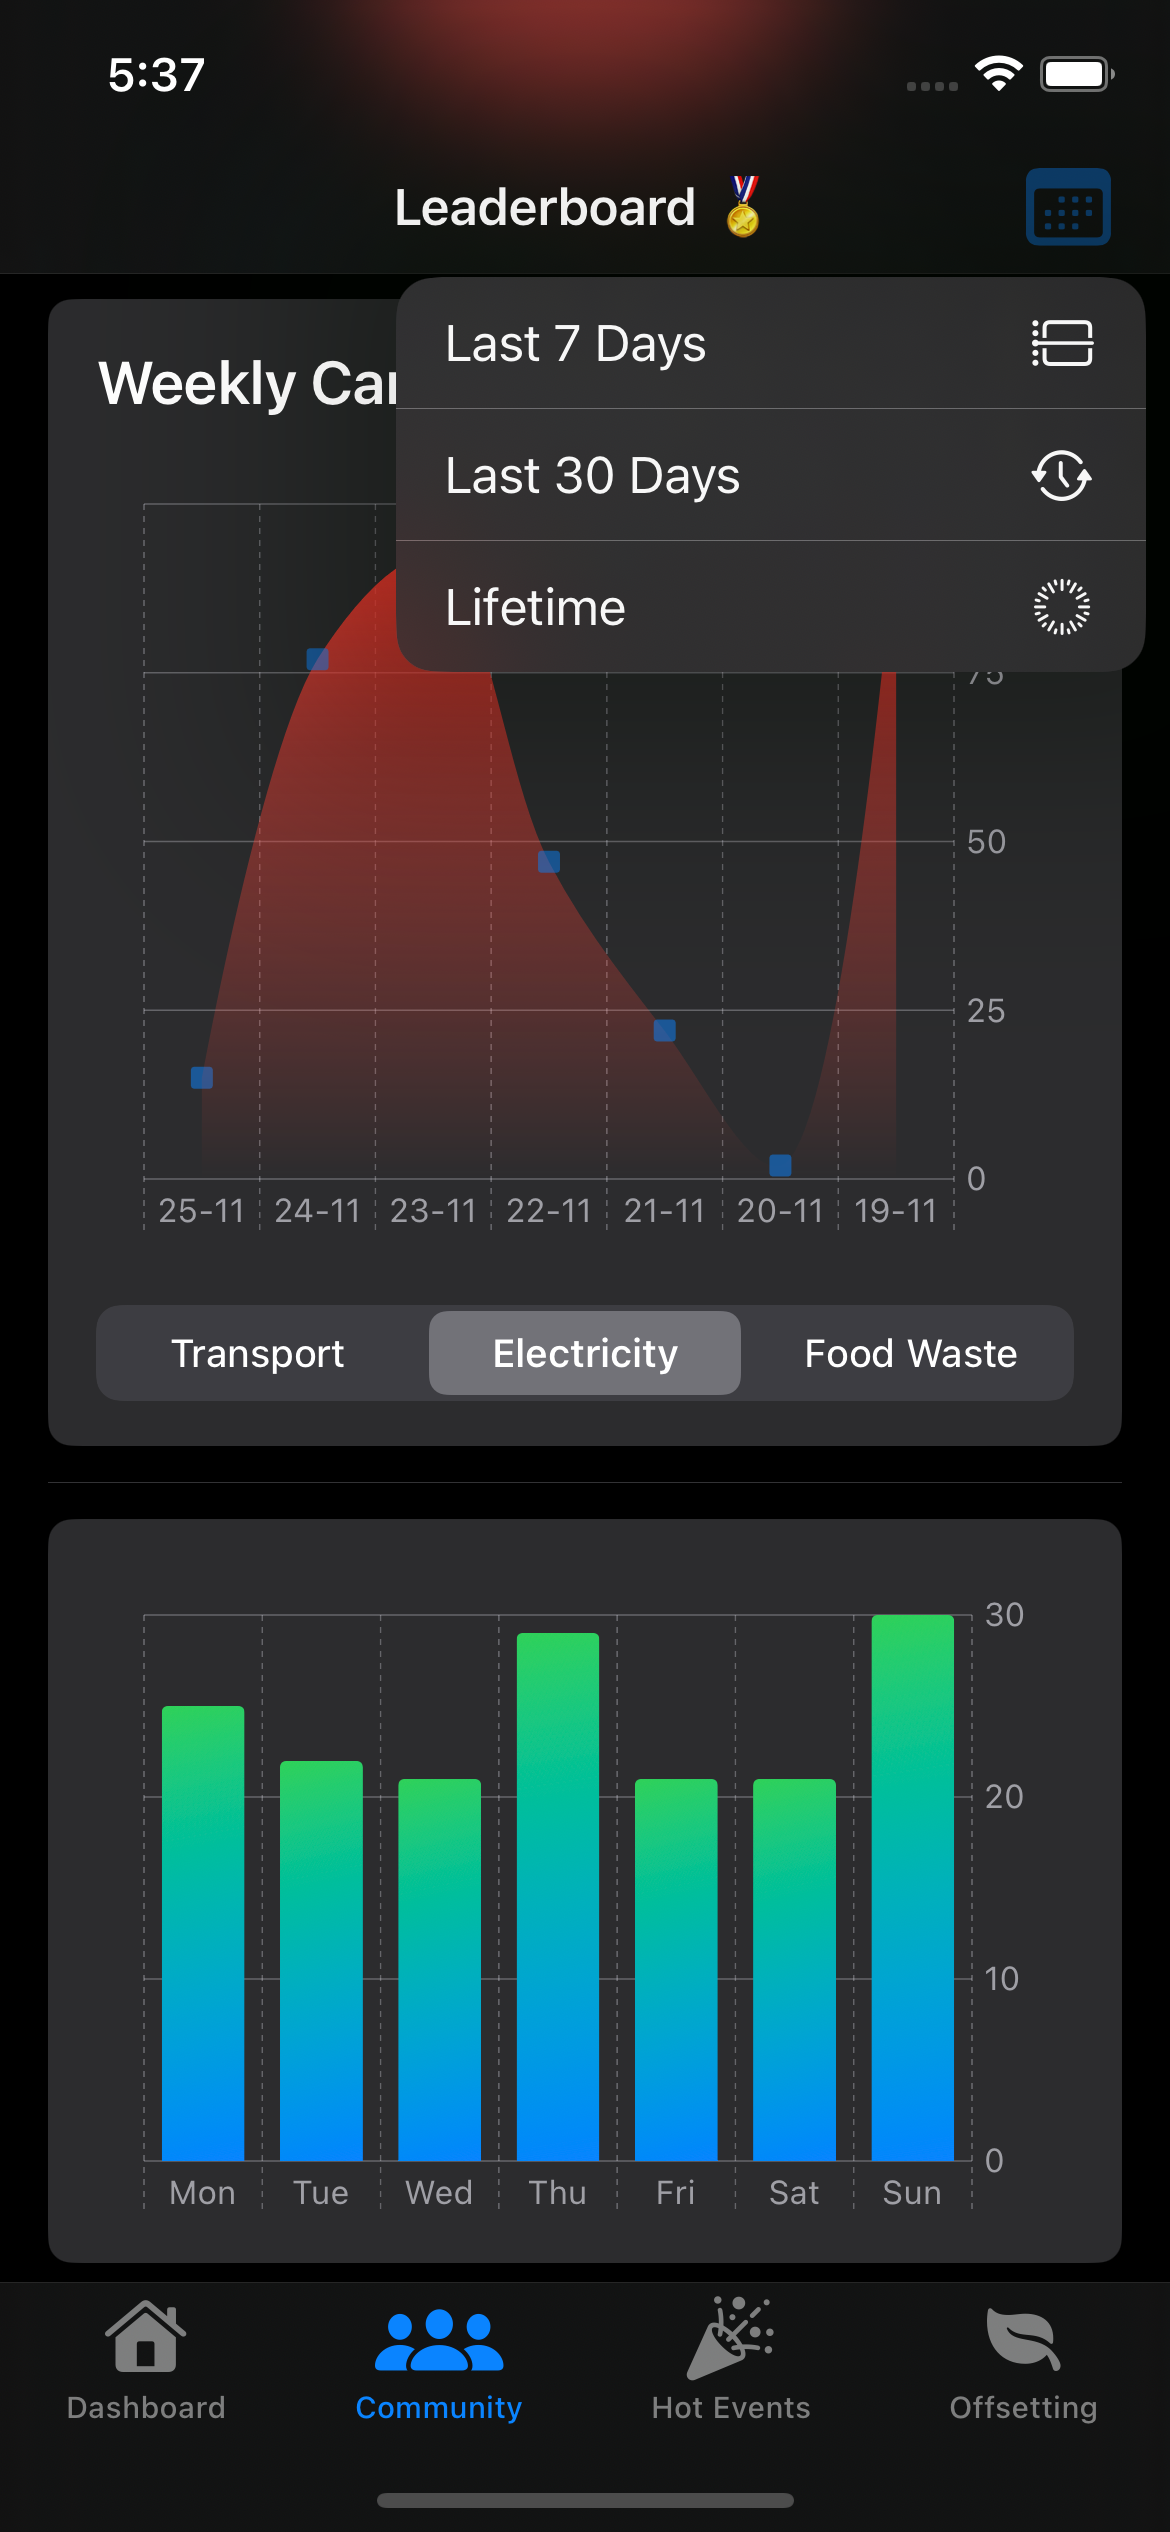 5:37
Leaderboard 🏅
Last 7 Days
Weekly
Last 30 Days
Lifetime
75
50
25
0
25-11 24-11 23-11 22-11 21-11 20-11 19-11
Transport Electricity Food Waste
30
20
10
0
Mon Tue Wed Thu Fri Sat Sun
Dashboard Community Hot Events Offsetting